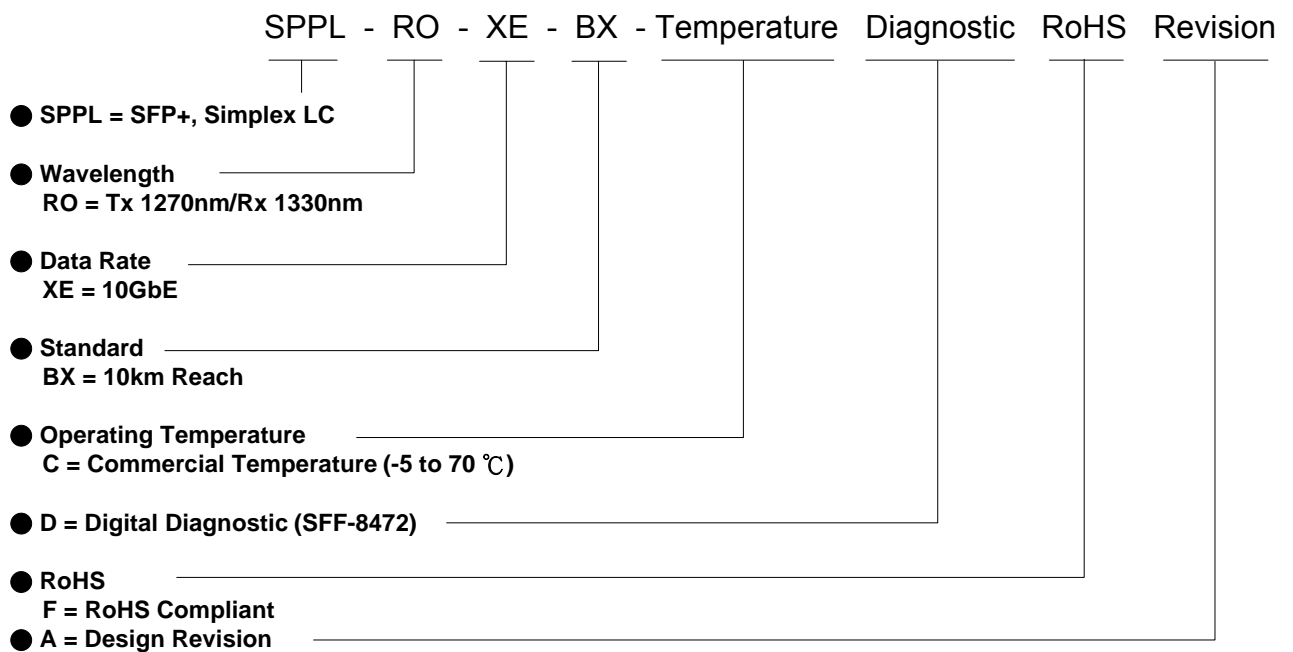 SPPL - RO - XE - BX - Temperature Diagnostic RoHS Revision
● SPPL = SFP+, Simplex LC
● Wavelength
RO = Tx 1270nm/Rx 1330nm
● Data Rate
XE = 10GbE
● Standard
BX = 10km Reach
● Operating Temperature
C = Commercial Temperature (-5 to 70 ℃)
● D = Digital Diagnostic (SFF-8472)
● RoHS
F = RoHS Compliant
● A = Design Revision